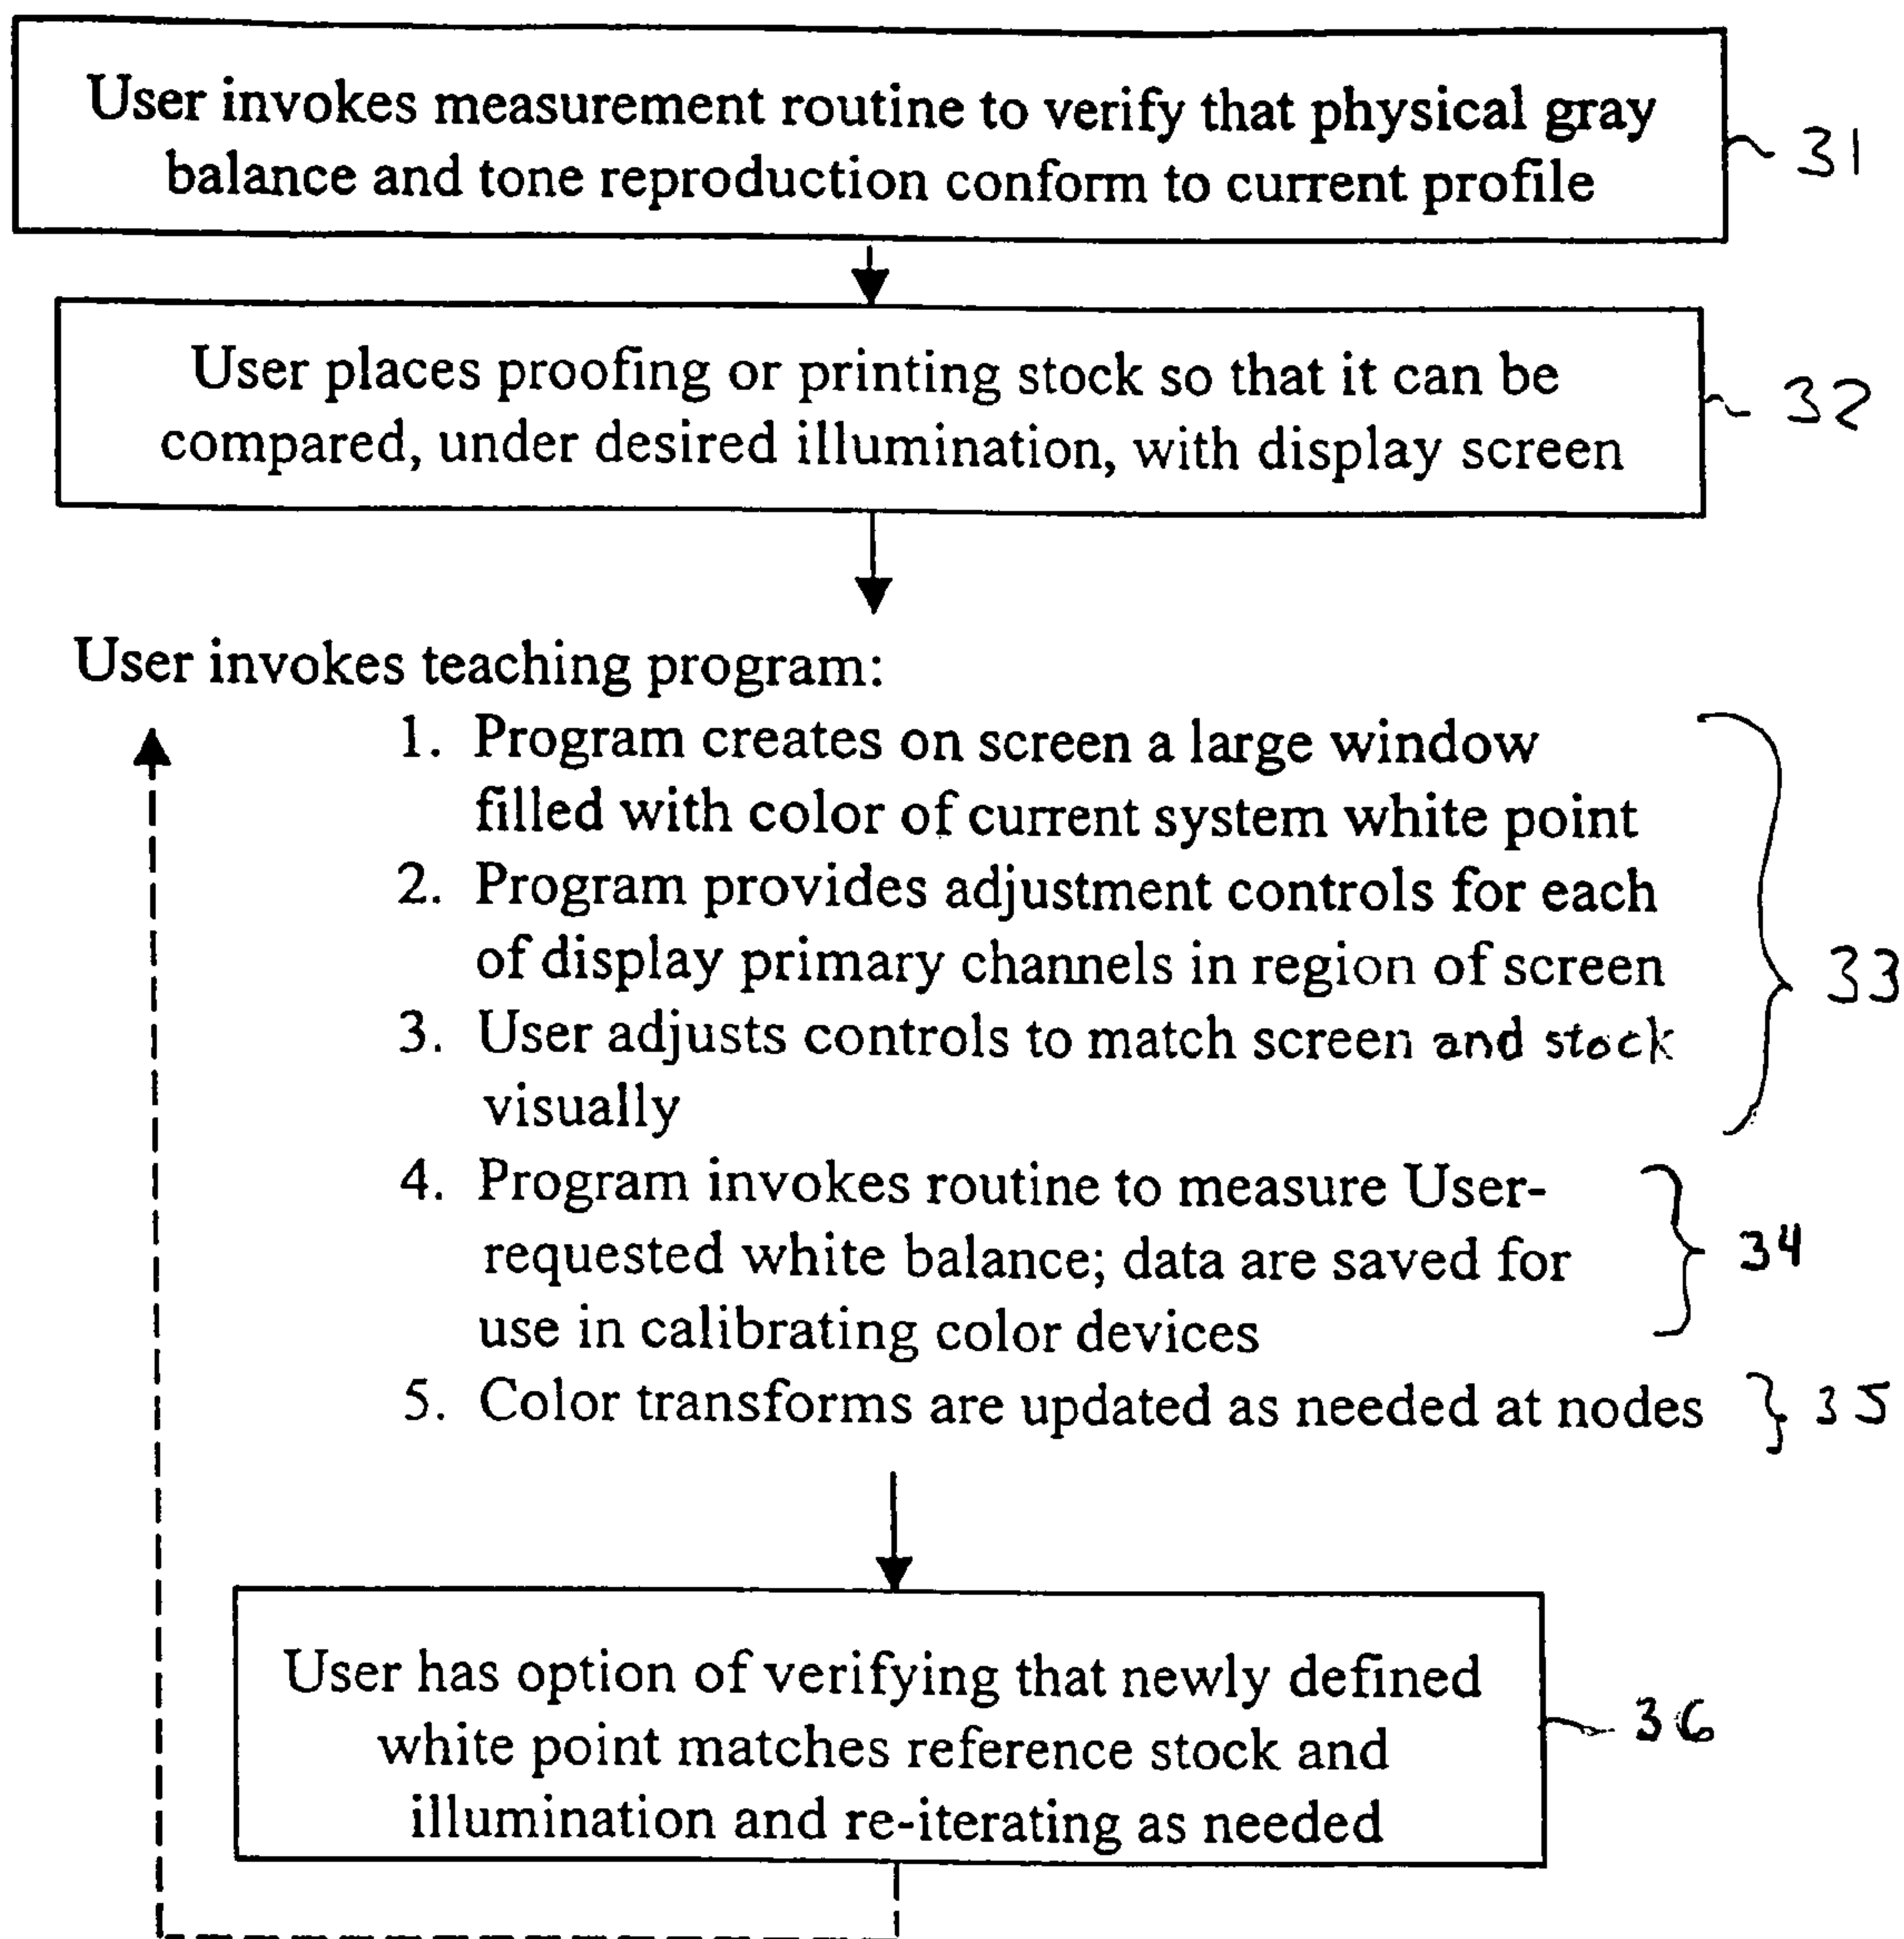 User invokes measurement routine to verify that physical gray
balance and tone reproduction conform to current profile
31
User places proofing or printing stock so that it can be
compared, under desired illumination, with display screen
32
User invokes teaching program:
1. Program creates on screen a large window
filled with color of current system white point
2. Program provides adjustment controls for each
of display primary channels in region of screen
3. User adjusts controls to match screen and stock
visually
33
4. Program invokes routine to measure User-
requested white balance; data are saved for
use in calibrating color devices
34
5. Color transforms are updated as needed at nodes
35
User has option of verifying that newly defined
white point matches reference stock and
illumination and re-iterating as needed
36